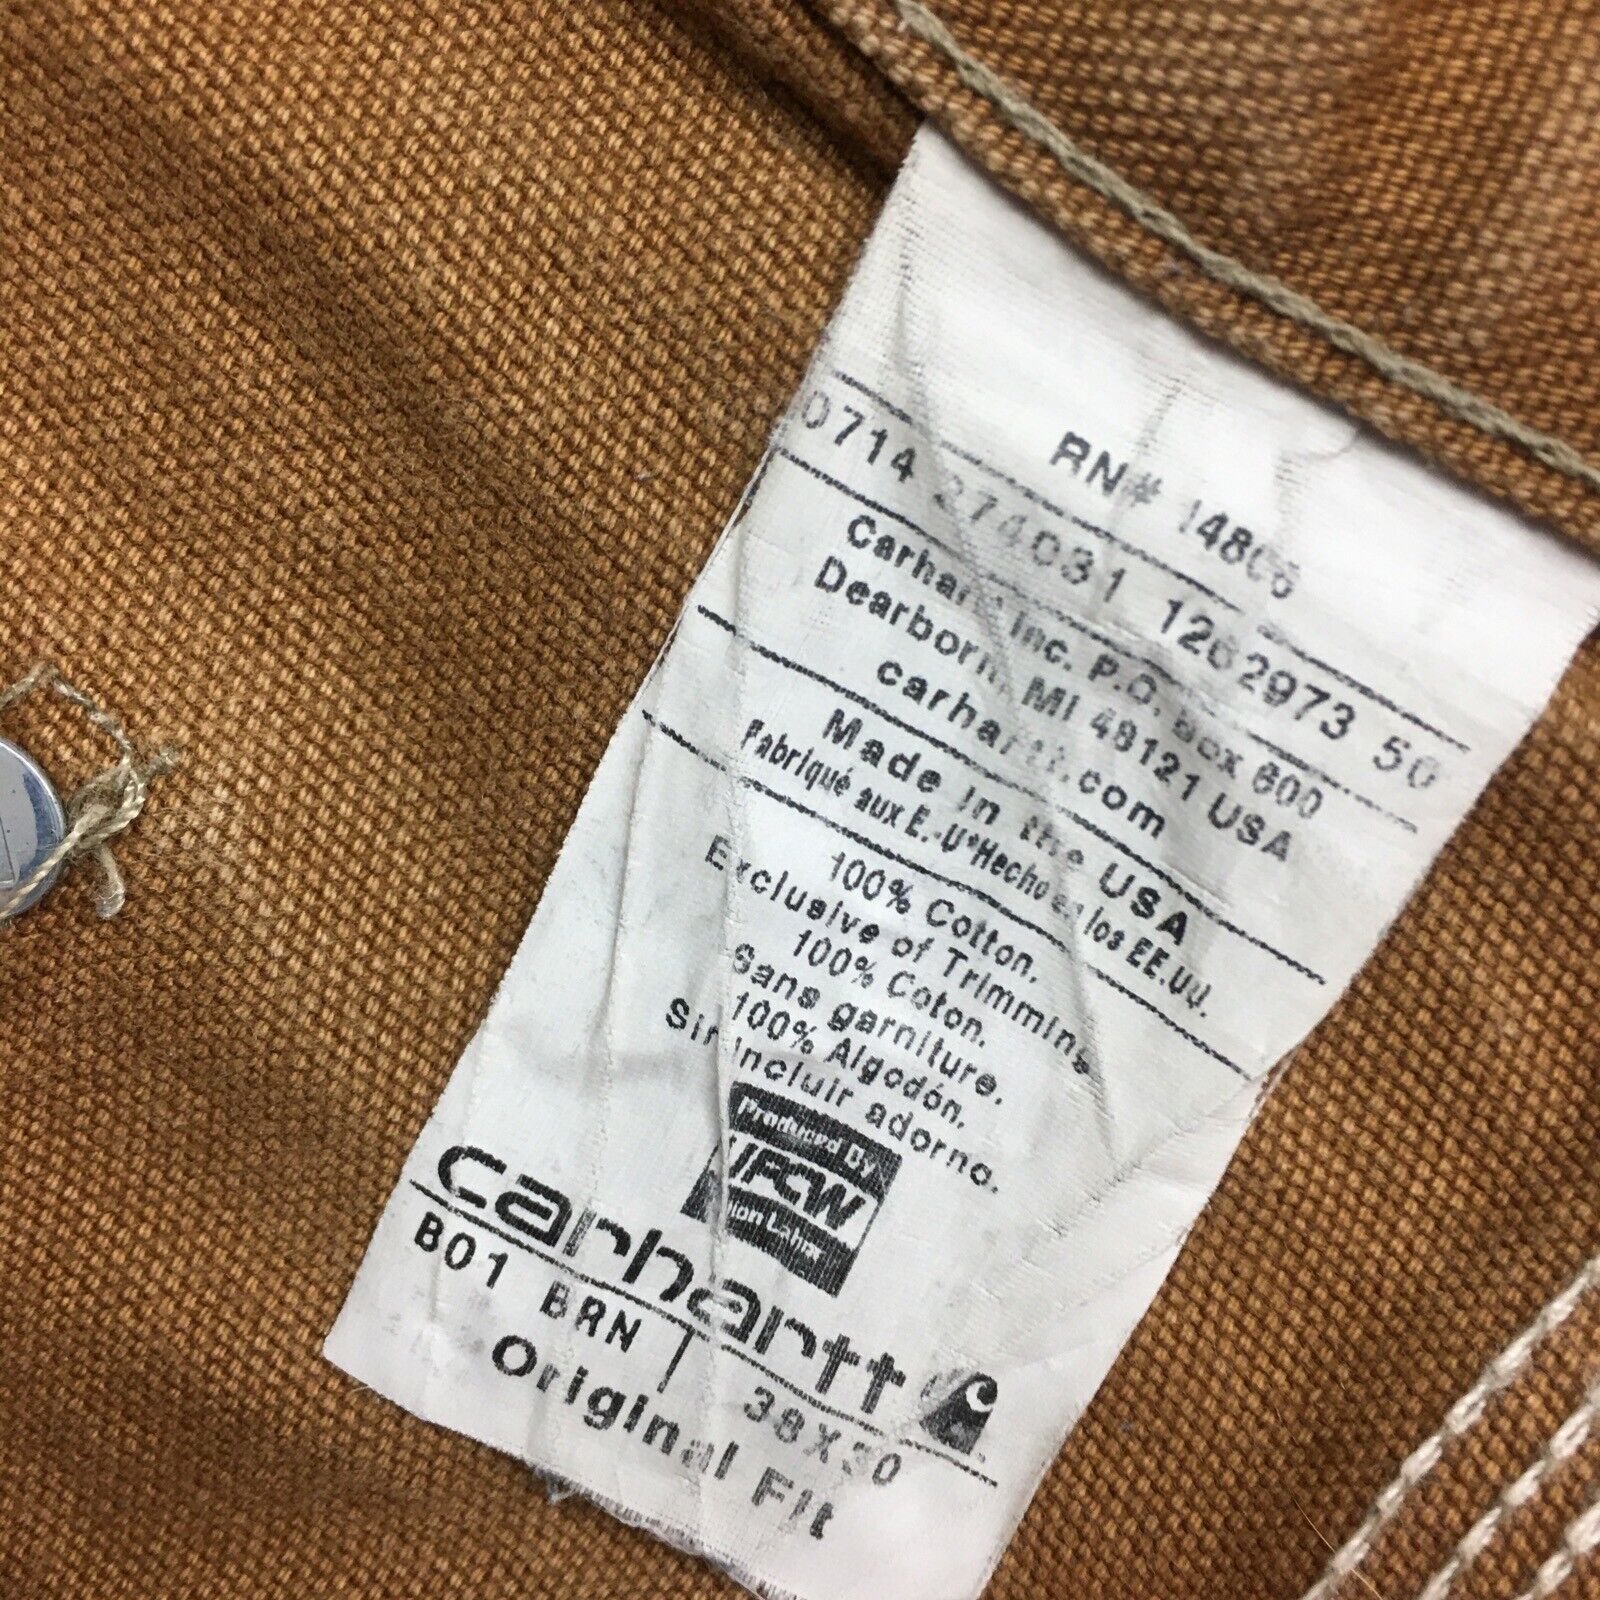 RN# 14806
0714 274031 1262973 50
Carhartt Inc. P.O. Box 600
Dearborn, MI 48121 USA
carhartt.com
Made in the USA
Fabriqué aux É.-U*Hecho en los EE.UU.
100% Cotton.
Exclusive of Trimming
100% Coton.
Sans garniture.
100% Algodón.
Sin incluir adorno.
Produced By
UFCW
Union Labor
carhartt
B01 BRN 38X30
Original Fit